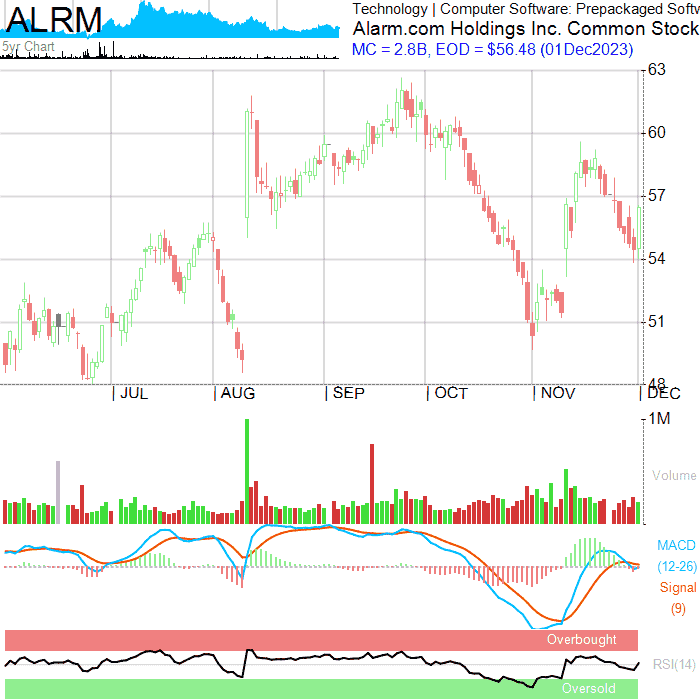 ALRM
5yr Chart
Technology | Computer Software: Prepackaged Softw
Alarm.com Holdings Inc. Common Stock
MC = 2.8B, EOD = $56.48 (01Dec2023)
63
60
57
54
51
48
JUL
AUG
SEP
OCT
NOV
DEC
1M
Volume
MACD
(12-26)
Signal
(9)
Overbought
RSI(14)
Oversold